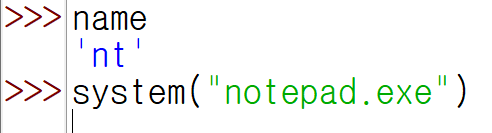 >>> name
'nt'
>>> system("notepad.exe")